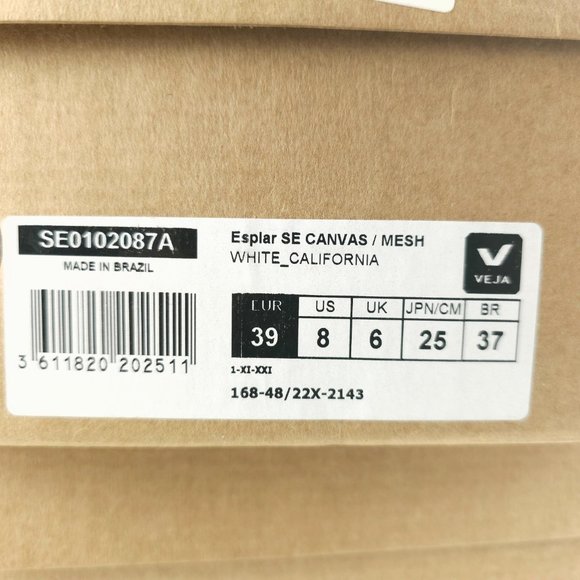 SE0102087A
MADE IN BRAZIL
3 611820 202511
Esplar SE CANVAS / MESH
WHITE_CALIFORNIA
V
VEJA
EUR US UK JPN/CM BR
39 8 6 25 37
1-XI-XXI
168-48/22X-2143